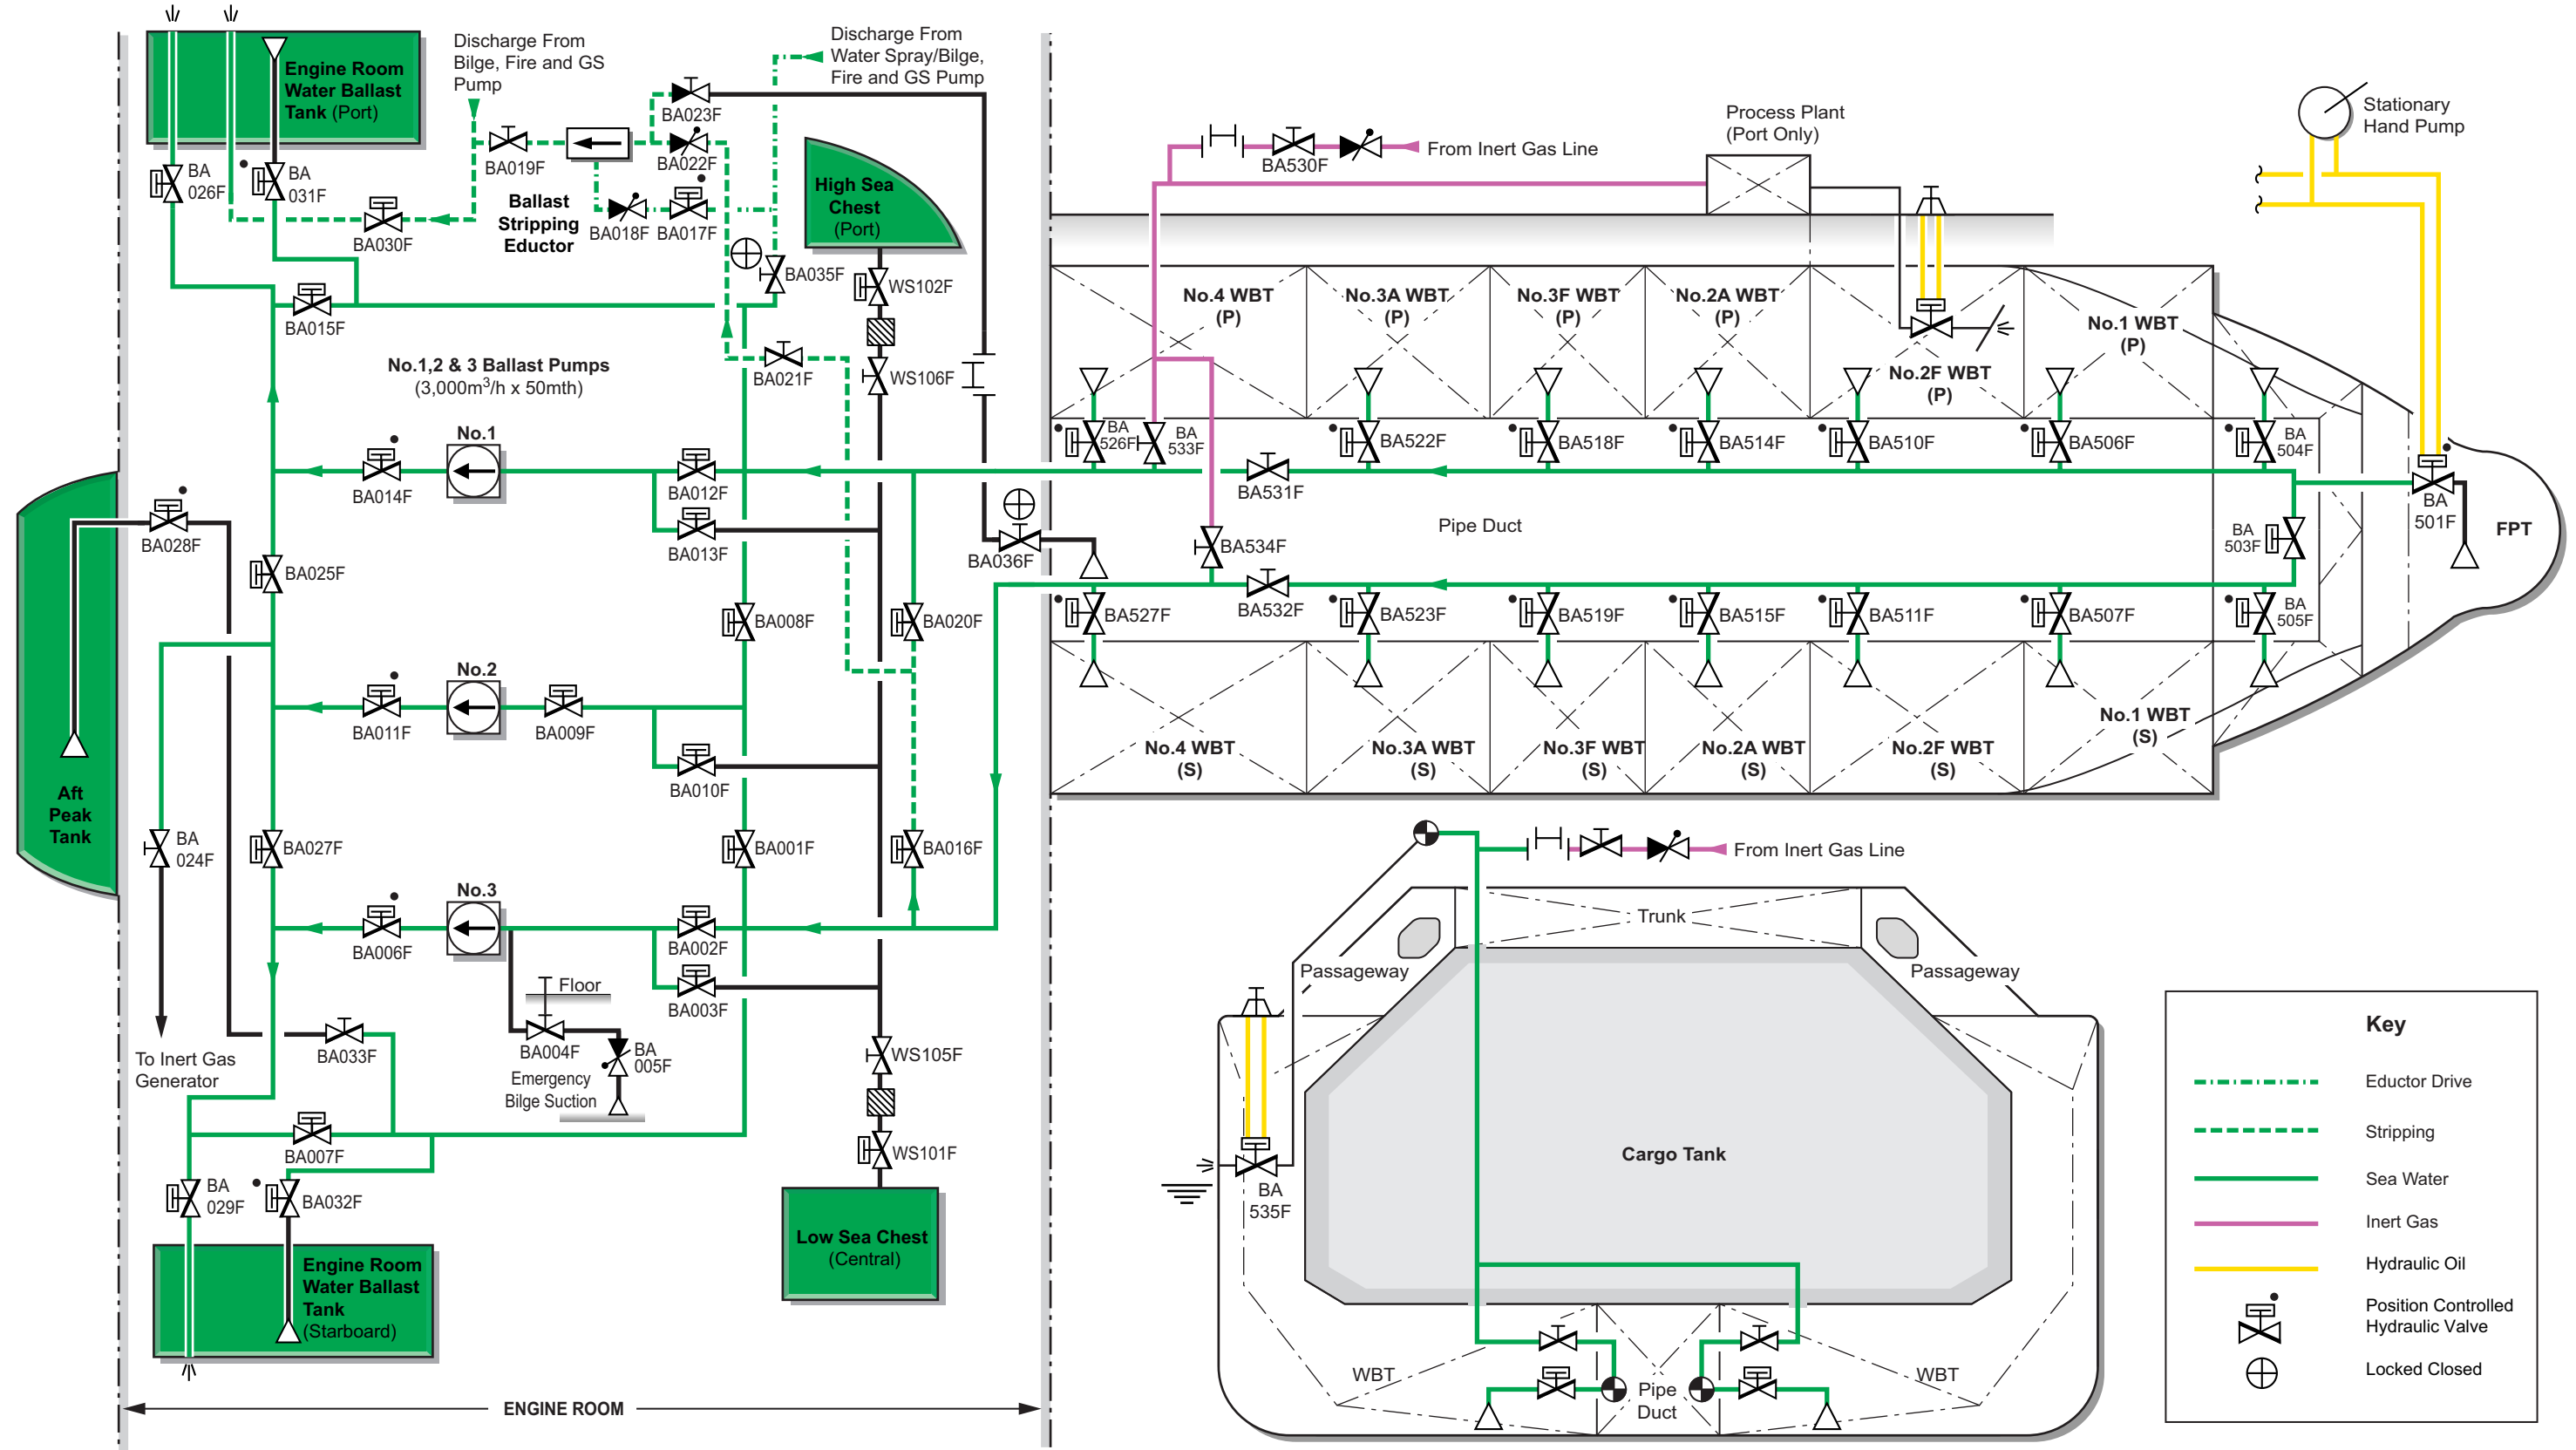 Engine Room
Water Ballast
Tank (Port)
BA
026F
BA
031F
BA030F
BA015F
Discharge From
Bilge, Fire and GS
Pump
BA019F
Ballast
Stripping
Eductor
BA023F
BA022F
BA018F
BA017F
Discharge From
Water Spray/Bilge,
Fire and GS Pump
BA035F
High Sea
Chest
(Port)
WS102F
WS106F
BA021F
No.1,2 & 3 Ballast Pumps
(3,000m3/h x 50mth)
No.1
BA014F
BA012F
BA013F
BA028F
BA025F
BA008F
BA020F
BA036F
No.2
BA011F
BA009F
BA010F
Aft
Peak
Tank
BA
024F
BA027F
BA001F
BA016F
No.3
BA006F
BA002F
BA003F
Floor
BA004F
BA
005F
Emergency
Bilge Suction
To Inert Gas
Generator
BA033F
BA007F
BA
029F
BA032F
WS105F
WS101F
Low Sea Chest
(Central)
Engine Room
Water Ballast
Tank
(Starboard)
ENGINE ROOM
BA530F
From Inert Gas Line
Process Plant
(Port Only)
Stationary
Hand Pump
No.4 WBT
(P)
No.3A WBT
(P)
No.3F WBT
(P)
No.2A WBT
(P)
No.2F WBT
(P)
No.1 WBT
(P)
BA
526F
BA
533F
BA522F
BA518F
BA514F
BA510F
BA506F
BA
504F
BA531F
Pipe Duct
BA534F
BA532F
BA
503F
BA
501F
FPT
BA527F
BA523F
BA519F
BA515F
BA511F
BA507F
BA
505F
No.4 WBT
(S)
No.3A WBT
(S)
No.3F WBT
(S)
No.2A WBT
(S)
No.2F WBT
(S)
No.1 WBT
(S)
From Inert Gas Line
Trunk
Passageway
Passageway
Cargo Tank
BA
535F
WBT
Pipe
Duct
WBT
Key
Eductor Drive
Stripping
Sea Water
Inert Gas
Hydraulic Oil
Position Controlled
Hydraulic Valve
Locked Closed